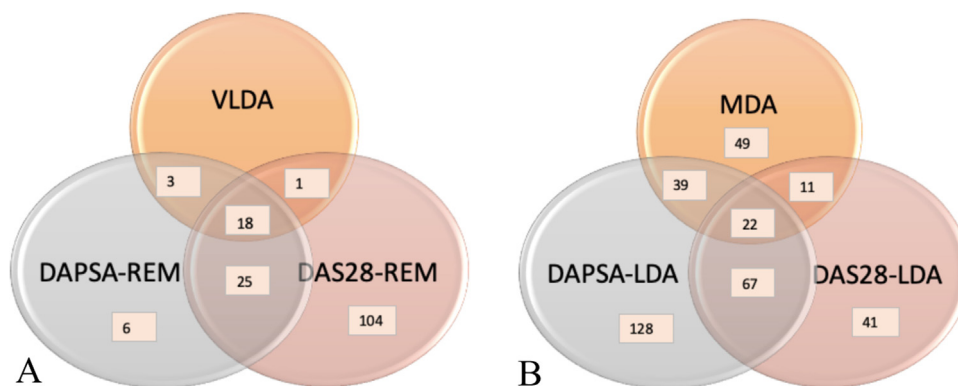 VLDA
3
1
18
DAPSA-REM
25
DAS28-REM
6
104
A
MDA
49
39
11
22
DAPSA-LDA
67
DAS28-LDA
128
41
B